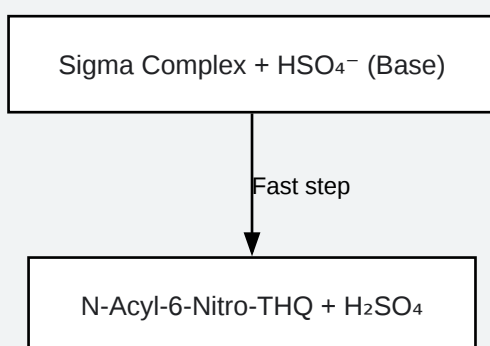 Sigma Complex + HSO₄⁻ (Base)
Fast step
N-Acyl-6-Nitro-THQ + H₂SO₄